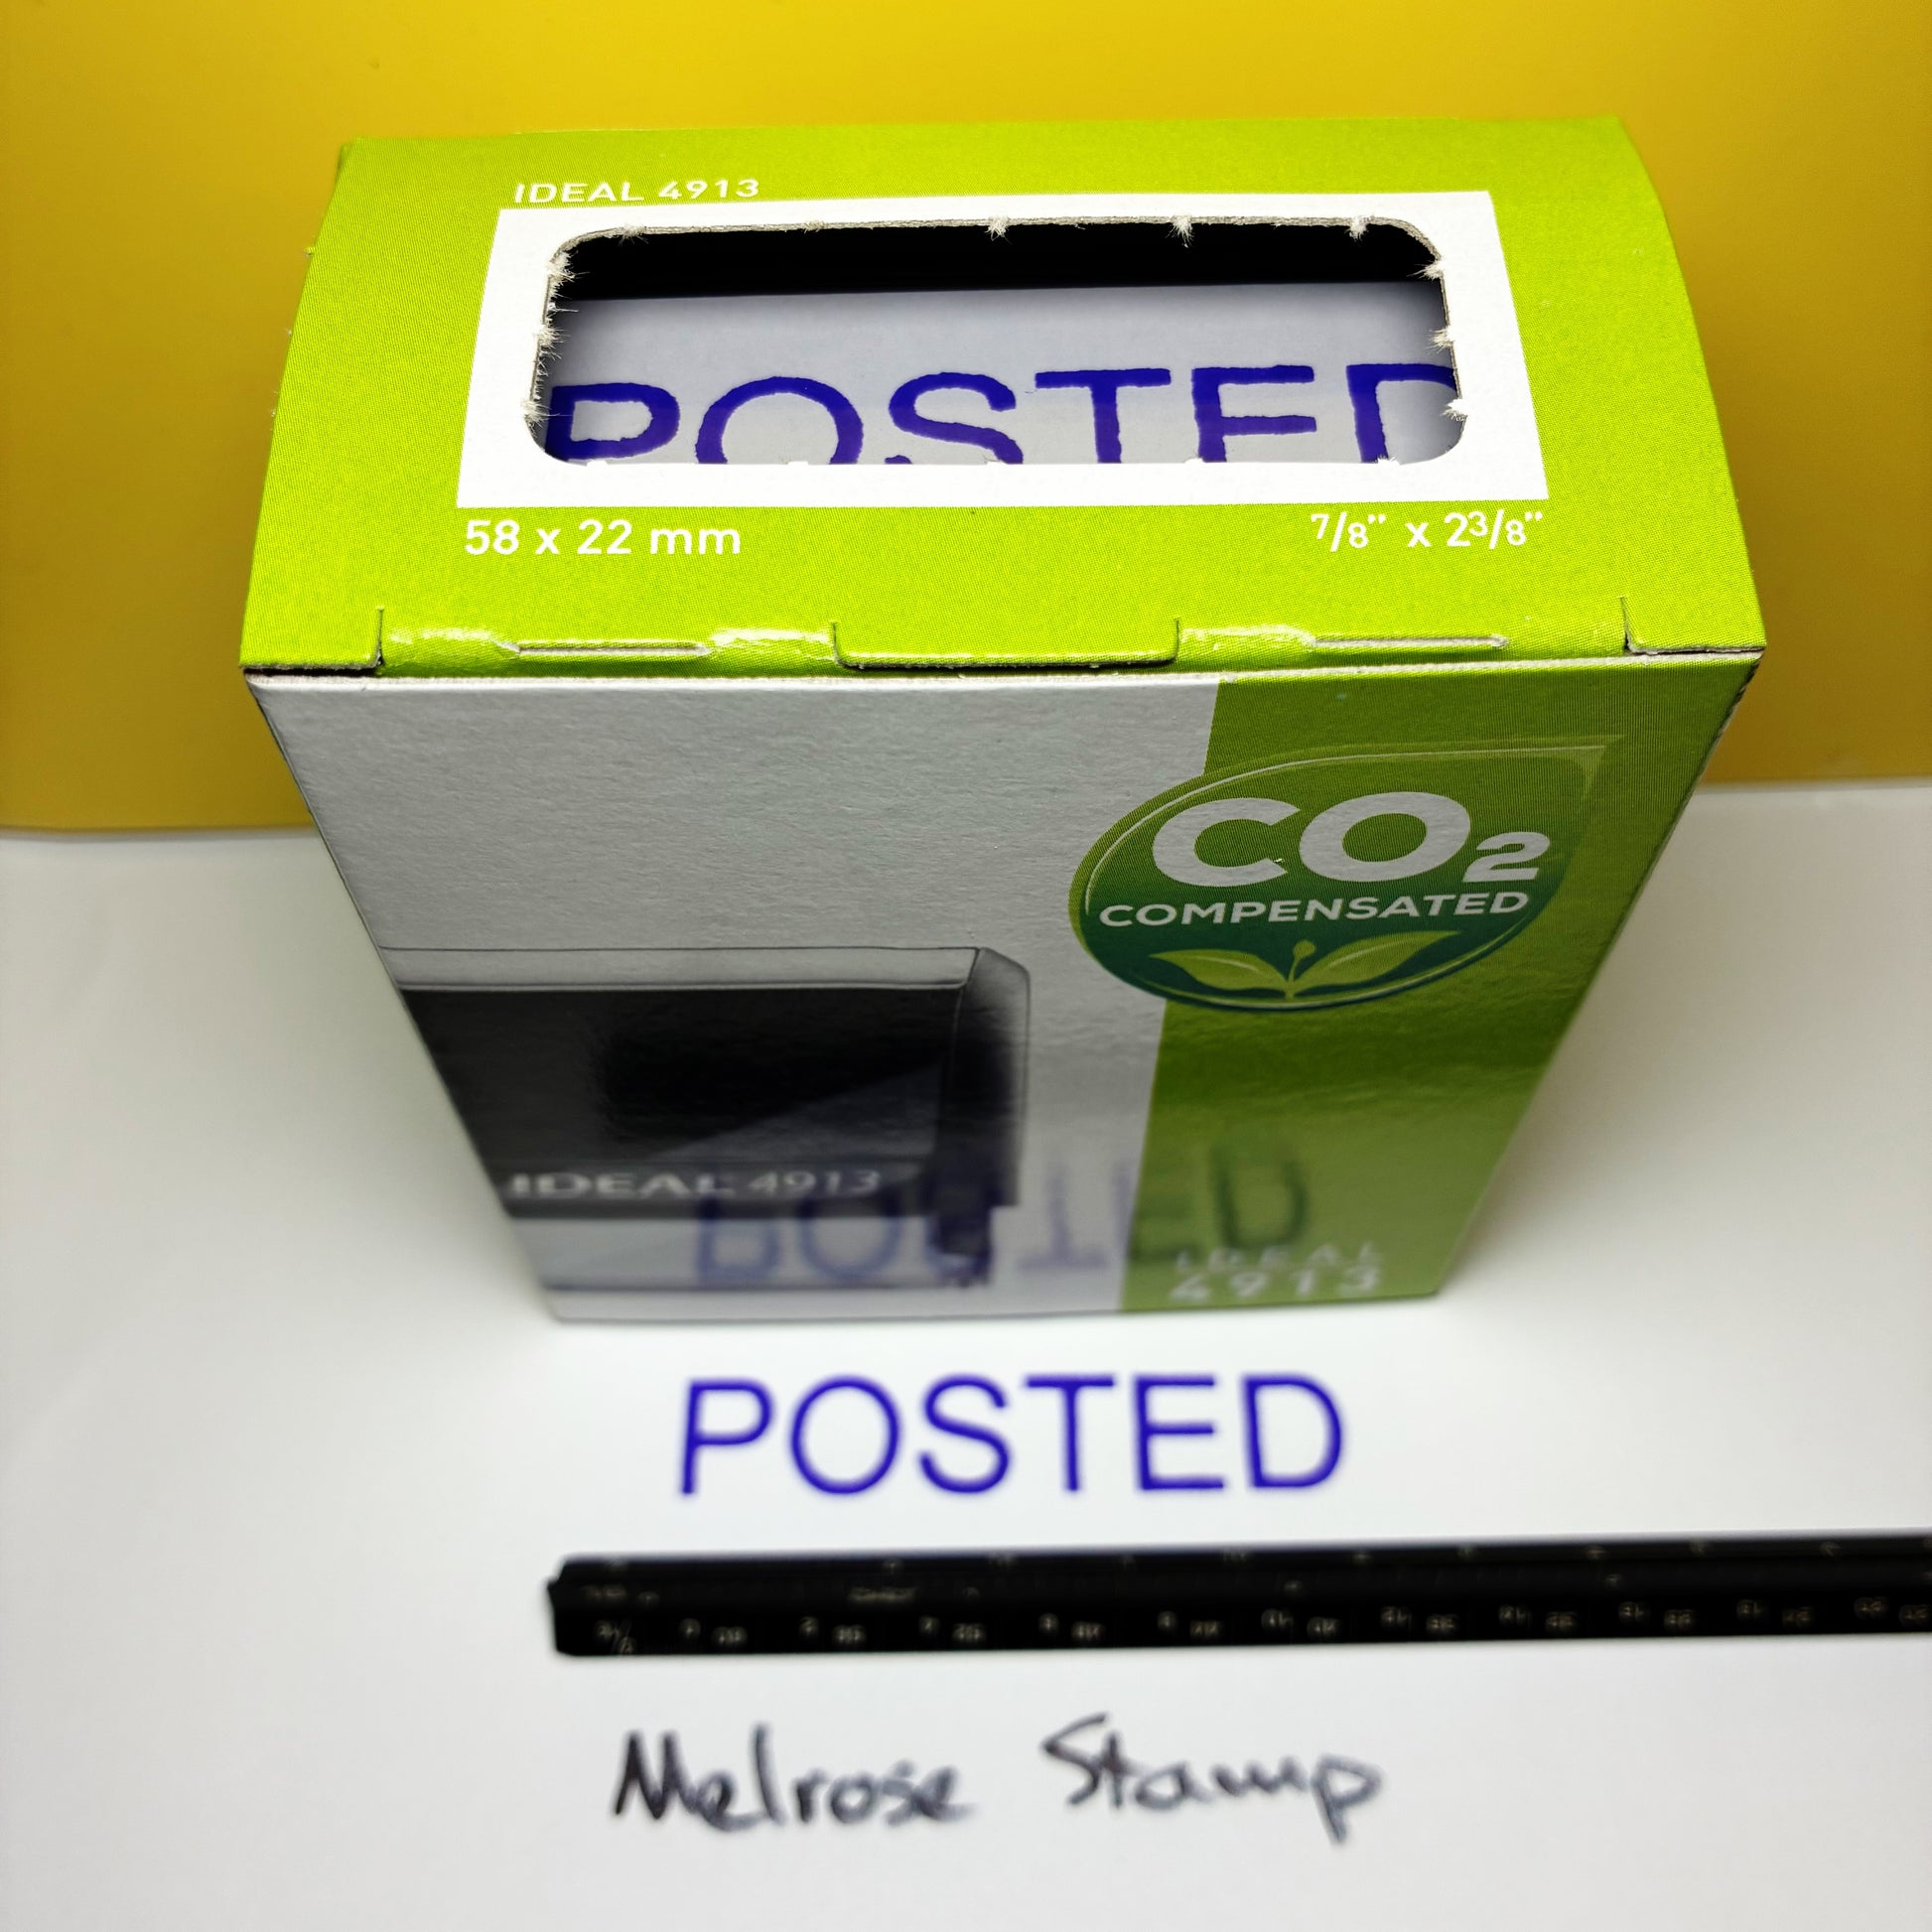 IDEAL 4913
POSTED
58 x 22 mm
7/8" x 2 3/8"
CO2
COMPENSATED
IDEAL 4913
POSTED
IDEAL
4913
POSTED
Melrose Stamp